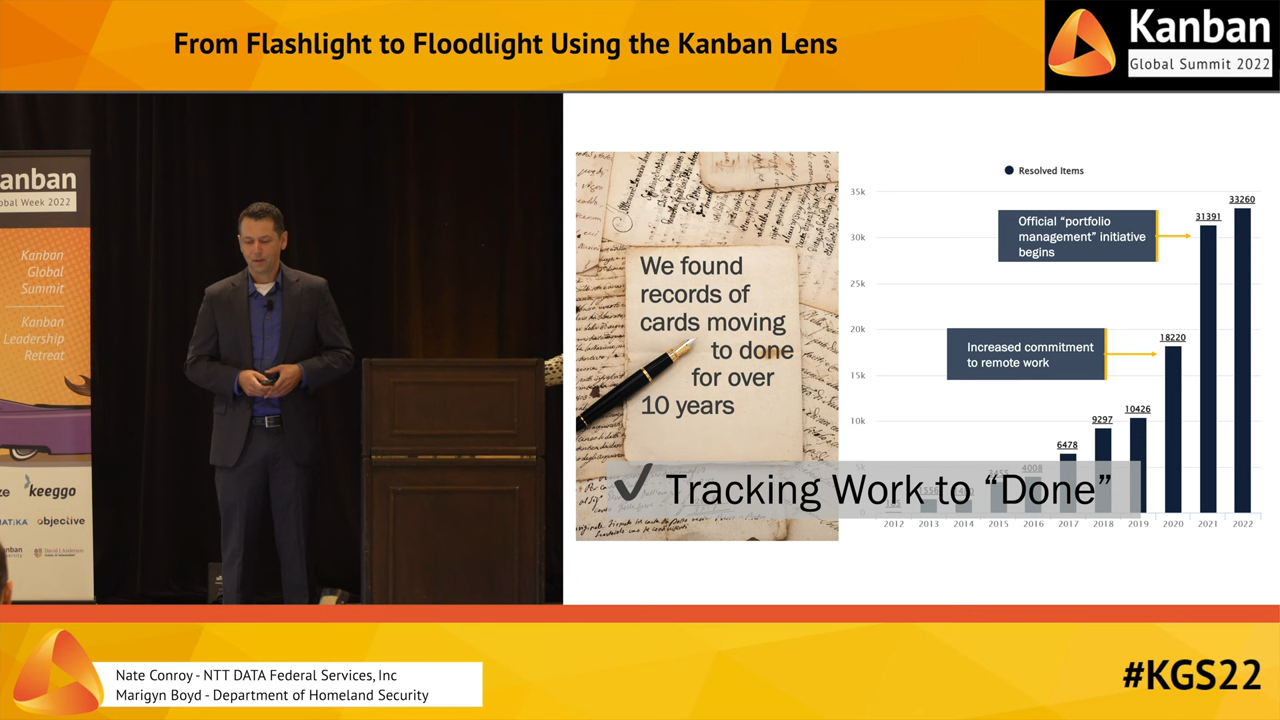 From Flashlight to Floodlight Using the Kanban Lens
Kanban
Global Summit 2022
anban
obal Week 2022
Kanban
Global
Summit
Kanban
Leadership
Retreat
keeggo
objective
David J Anderson
We found
records of
cards moving
to done
for over
10 years
Resolved Items
35k
30k
25k
20k
15k
10k
Official “portfolio
management” initiative
begins
Increased commitment
to remote work
6478
9297
10426
18220
31391
33260
4008
✓ Tracking Work to “Done”
2012 2013 2014 2015 2016 2017 2018 2019 2020 2021 2022
Nate Conroy - NTT DATA Federal Services, Inc
Marigyn Boyd - Department of Homeland Security
#KGS22